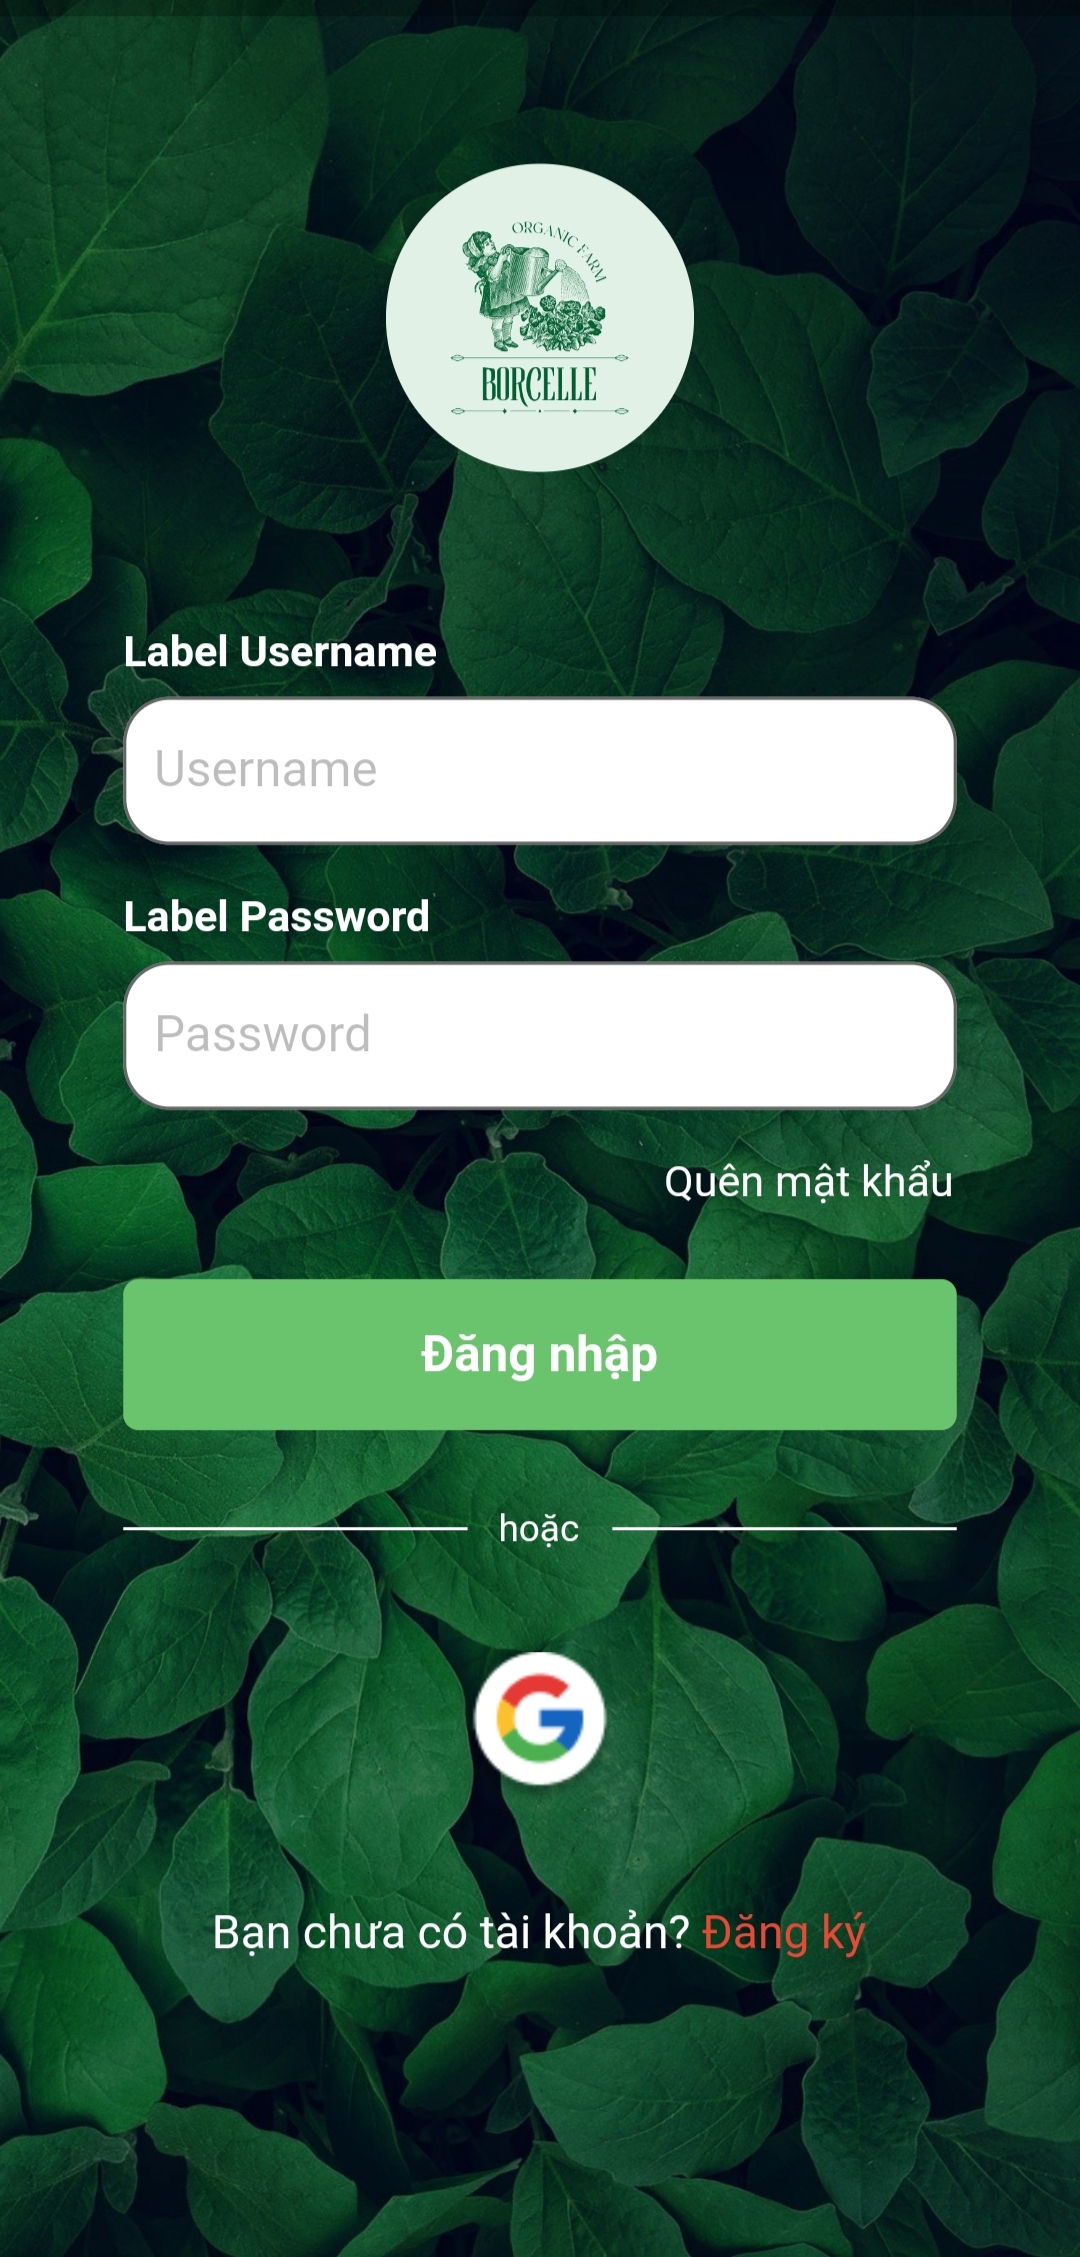 ORGANIC FARM
BORCELLE
Label Username
Username
Label Password
Password
Quên mật khẩu
Đăng nhập
hoặc
Bạn chưa có tài khoản? Đăng ký